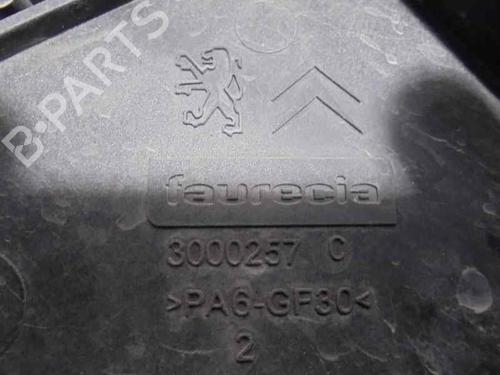 B-PARTS
faurecia
3000257 C
>PA6-GF30<
2